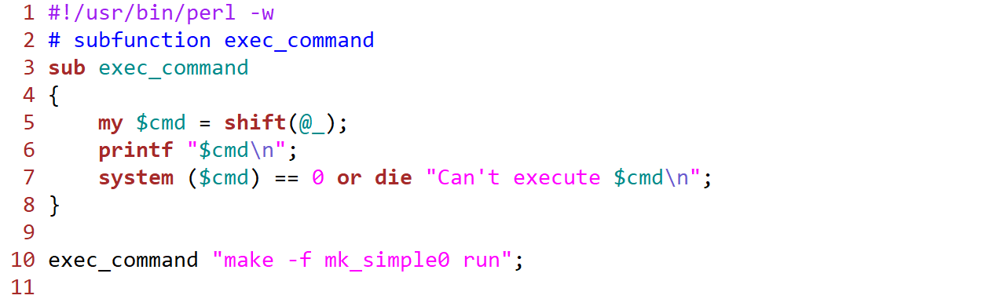 1 #!/usr/bin/perl -w
2 # subfunction exec_command
3 sub exec_command
4 {
5     my $cmd = shift(@_);
6     printf "$cmd\n";
7     system ($cmd) == 0 or die "Can't execute $cmd\n";
8 }
9
10 exec_command "make -f mk_simple0 run";
11